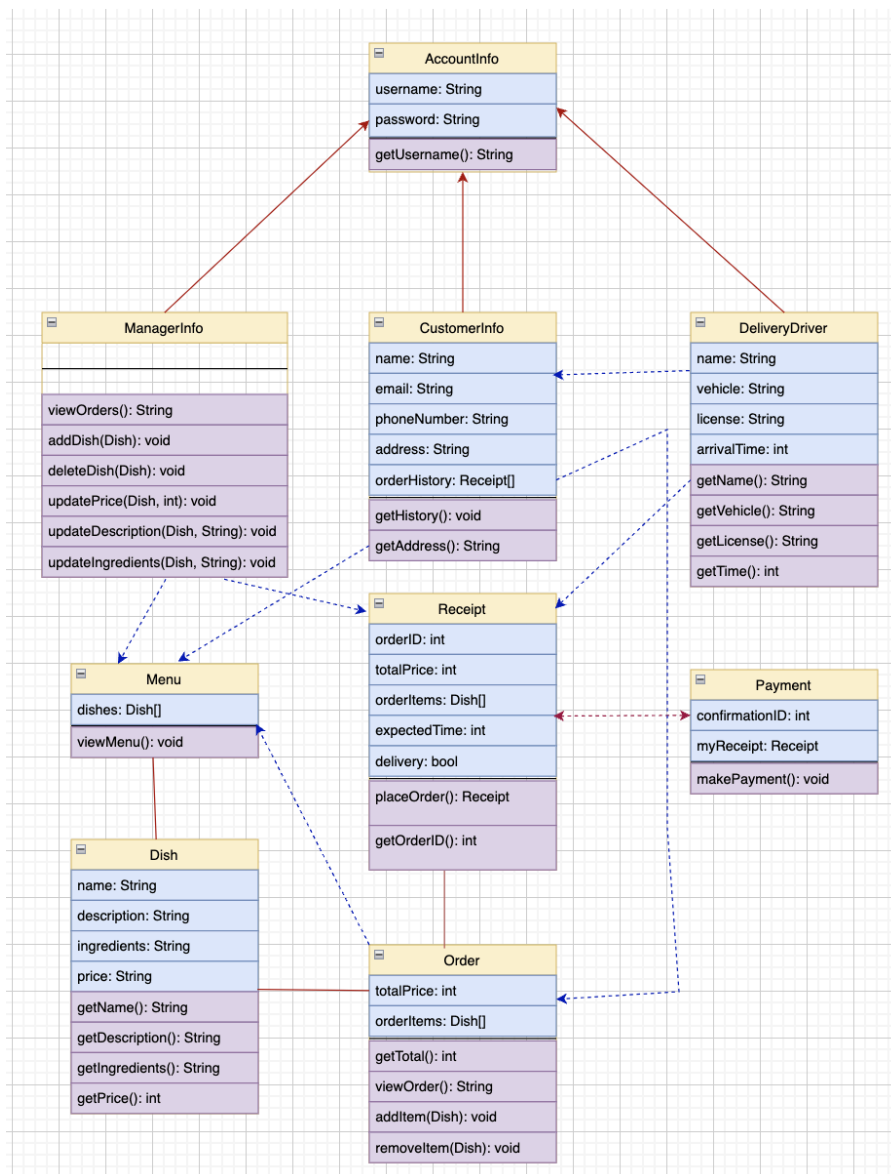 AccountInfo
username: String
password: String
getUsername(): String
ManagerInfo
viewOrders(): String
addDish(Dish): void
deleteDish(Dish): void
updatePrice(Dish, int): void
updateDescription(Dish, String): void
updateIngredients(Dish, String): void
CustomerInfo
name: String
email: String
phoneNumber: String
address: String
orderHistory: Receipt[]
getHistory(): void
getAddress(): String
DeliveryDriver
name: String
vehicle: String
license: String
arrivalTime: int
getName(): String
getVehicle(): String
getLicense(): String
getTime(): int
Receipt
orderID: int
totalPrice: int
orderItems: Dish[]
expectedTime: int
delivery: bool
placeOrder(): Receipt
getOrderID(): int
Menu
dishes: Dish[]
viewMenu(): void
Payment
confirmationID: int
myReceipt: Receipt
makePayment(): void
Dish
name: String
description: String
ingredients: String
price: String
getName(): String
getDescription(): String
getIngredients(): String
getPrice(): int
Order
totalPrice: int
orderItems: Dish[]
getTotal(): int
viewOrder(): String
addItem(Dish): void
removeItem(Dish): void